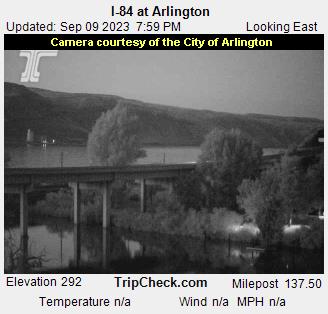 I-84 at Arlington
Updated: Sep 09 2023 7:59 PM Looking East
Camera courtesy of the City of Arlington
Elevation 292 TripCheck.com Milepost 137.50
Temperature n/a Wind n/a MPH n/a